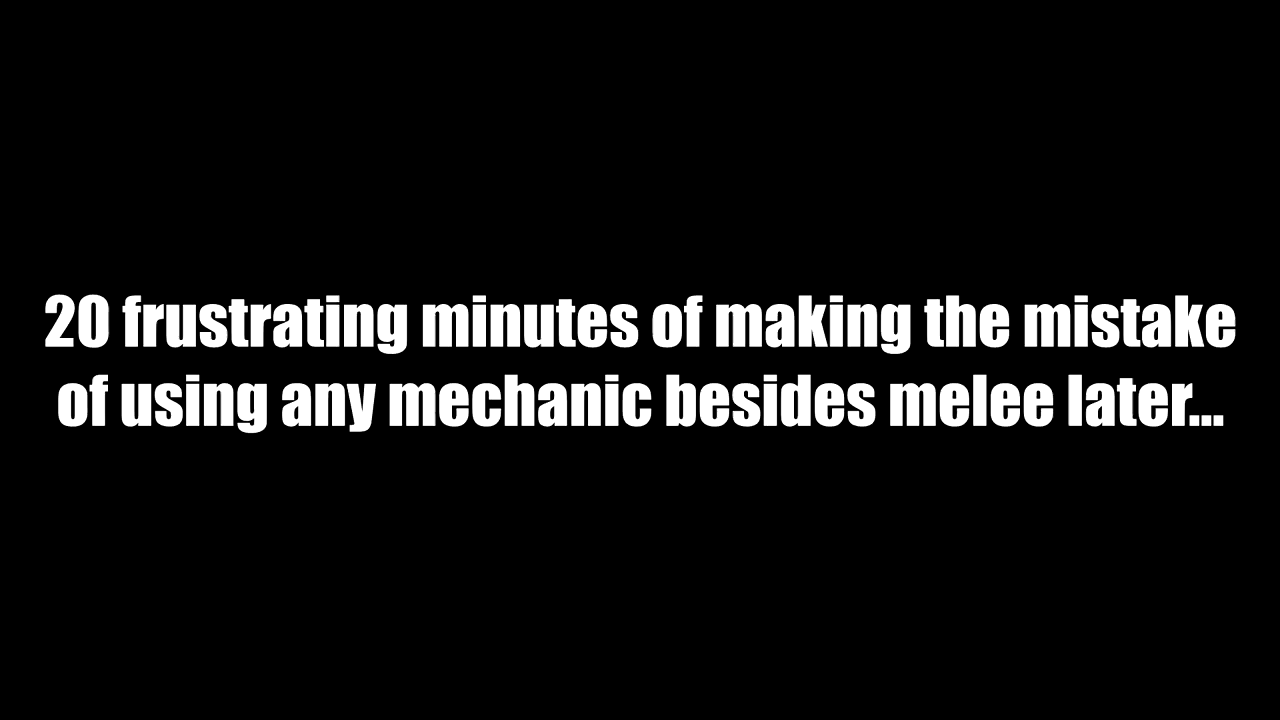 20 frustrating minutes of making the mistake
of using any mechanic besides melee later...